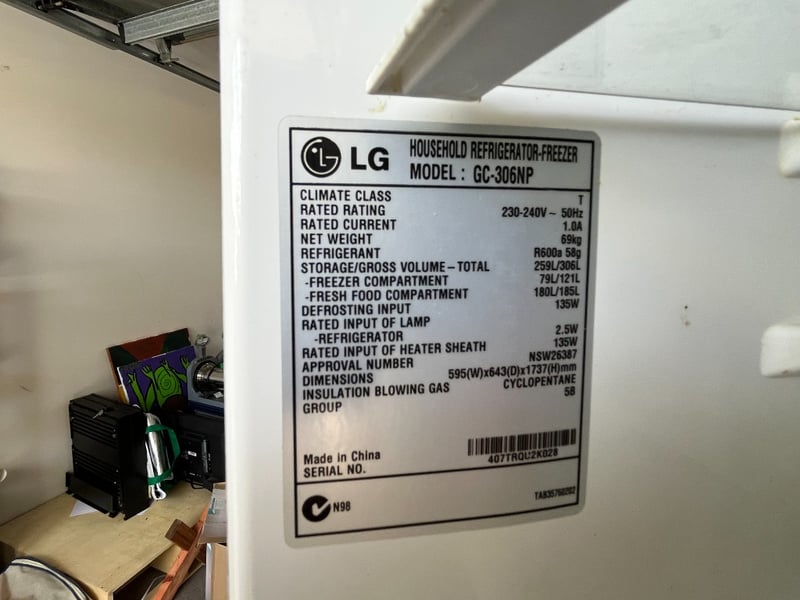 LG HOUSEHOLD REFRIGERATOR-FREEZER
MODEL : GC-306NP
CLIMATE CLASS T
RATED RATING 230-240V ~ 50Hz
RATED CURRENT 1.0A
NET WEIGHT 69kg
REFRIGERANT R600a 58g
STORAGE/GROSS VOLUME – TOTAL 259L/306L
-FREEZER COMPARTMENT 79L/121L
-FRESH FOOD COMPARTMENT 180L/185L
DEFROSTING INPUT 135W
RATED INPUT OF LAMP
-REFRIGERATOR 2.5W
RATED INPUT OF HEATER SHEATH 135W
APPROVAL NUMBER NSW26387
DIMENSIONS 595(W)x643(D)x1737(H)mm
INSULATION BLOWING GAS CYCLOPENTANE
GROUP 5B
Made in China
SERIAL NO. 407TRQU2K028
N98 TAB35760202